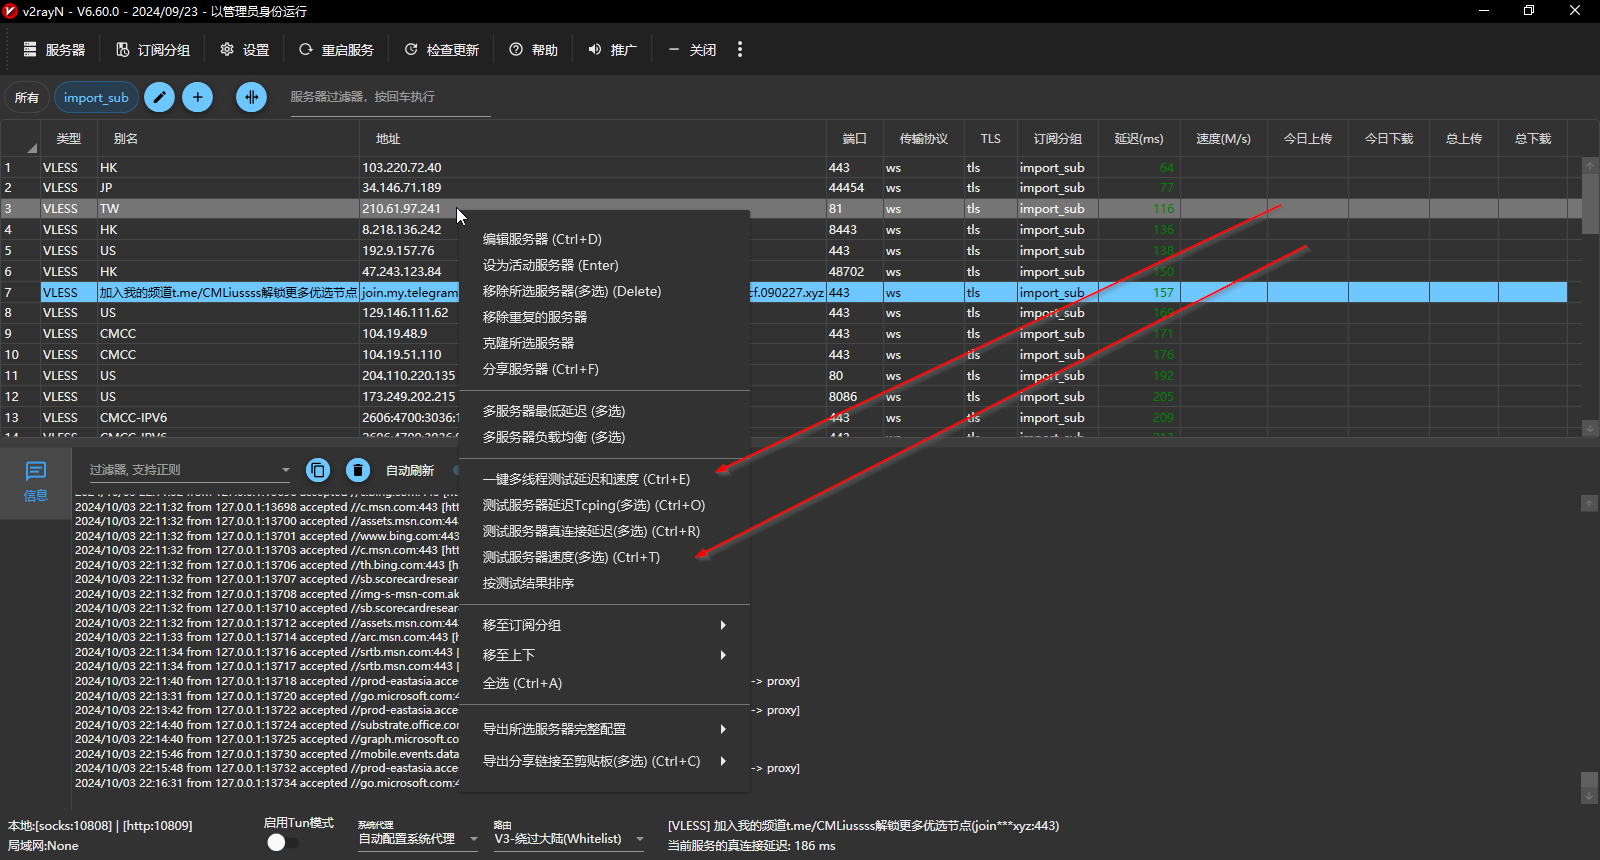 v2rayN - V6.60.0 - 2024/09/23 - 以管理员身份运行
服务器 订阅分组 设置 重启服务 检查更新 帮助 推广 关闭
所有 import_sub 服务器过滤器，按回车执行
类型 别名 地址 端口 传输协议 TLS 订阅分组 延迟(ms) 速度(M/s) 今日上传 今日下载 总上传 总下载
1 VLESS HK 103.220.72.40 443 ws tls import_sub 64
2 VLESS JP 34.146.71.189 44454 ws tls import_sub 77
3 VLESS TW 210.61.97.241 81 ws tls import_sub 116
4 VLESS HK 8.218.136.242 8443 ws tls import_sub 136
5 VLESS US 192.9.157.76 443 ws tls import_sub 138
6 VLESS HK 47.243.123.84 48702 ws tls import_sub 150
7 VLESS 加入我的频道t.me/CMLiussss解锁更多优选节点 join.my.telegram cf.090227.xyz 443 ws tls import_sub 157
8 VLESS US 129.146.111.62 443 ws tls import_sub 169
9 VLESS CMCC 104.19.48.9 443 ws tls import_sub 171
10 VLESS CMCC 104.19.51.110 443 ws tls import_sub 176
11 VLESS US 204.110.220.135 80 ws tls import_sub 192
12 VLESS US 173.249.202.215 8086 ws tls import_sub 205
13 VLESS CMCC-IPV6 2606:4700:3036:1 443 ws tls import_sub 209
编辑服务器 (Ctrl+D)
设为活动服务器 (Enter)
移除所选服务器(多选) (Delete)
移除重复的服务器
克隆所选服务器
分享服务器 (Ctrl+F)
多服务器最低延迟 (多选)
多服务器负载均衡 (多选)
一键多线程测试延迟和速度 (Ctrl+E)
测试服务器延迟Tcping(多选) (Ctrl+O)
测试服务器真连接延迟(多选) (Ctrl+R)
测试服务器速度(多选) (Ctrl+T)
按测试结果排序
移至订阅分组
移至上下
全选 (Ctrl+A)
导出所选服务器完整配置
导出分享链接至剪贴板(多选) (Ctrl+C)
信息
过滤器, 支持正则 自动刷新
2024/10/03 22:11:32 from 127.0.0.1:13698 accepted //c.msn.com:443 [htt
2024/10/03 22:11:32 from 127.0.0.1:13700 accepted //assets.msn.com:44
2024/10/03 22:11:32 from 127.0.0.1:13701 accepted //www.bing.com:443
2024/10/03 22:11:32 from 127.0.0.1:13703 accepted //c.msn.com:443 [htt
2024/10/03 22:11:32 from 127.0.0.1:13706 accepted //th.bing.com:443 [h
2024/10/03 22:11:32 from 127.0.0.1:13707 accepted //sb.scorecardresear
2024/10/03 22:11:32 from 127.0.0.1:13708 accepted //img-s-msn-com.ak
2024/10/03 22:11:32 from 127.0.0.1:13710 accepted //sb.scorecardresear
2024/10/03 22:11:32 from 127.0.0.1:13712 accepted //assets.msn.com:44
2024/10/03 22:11:33 from 127.0.0.1:13714 accepted //arc.msn.com:443 [h
2024/10/03 22:11:34 from 127.0.0.1:13716 accepted //srtb.msn.com:443 [
2024/10/03 22:11:34 from 127.0.0.1:13717 accepted //srtb.msn.com:443 [
2024/10/03 22:11:40 from 127.0.0.1:13718 accepted //prod-eastasia.acce -> proxy]
2024/10/03 22:13:31 from 127.0.0.1:13720 accepted //go.microsoft.com:4
2024/10/03 22:13:42 from 127.0.0.1:13722 accepted //prod-eastasia.acce -> proxy]
2024/10/03 22:14:40 from 127.0.0.1:13724 accepted //substrate.office.cor
2024/10/03 22:14:40 from 127.0.0.1:13725 accepted //graph.microsoft.co
2024/10/03 22:15:46 from 127.0.0.1:13730 accepted //mobile.events.data
2024/10/03 22:15:48 from 127.0.0.1:13732 accepted //prod-eastasia.acce -> proxy]
2024/10/03 22:16:31 from 127.0.0.1:13734 accepted //go.microsoft.com:4
本地:[socks:10808] | [http:10809]
局域网:None
启用Tun模式
系统代理
自动配置系统代理
路由
V3-绕过大陆(Whitelist)
[VLESS] 加入我的频道t.me/CMLiussss解锁更多优选节点(join***xyz:443)
当前服务的真连接延迟: 186 ms